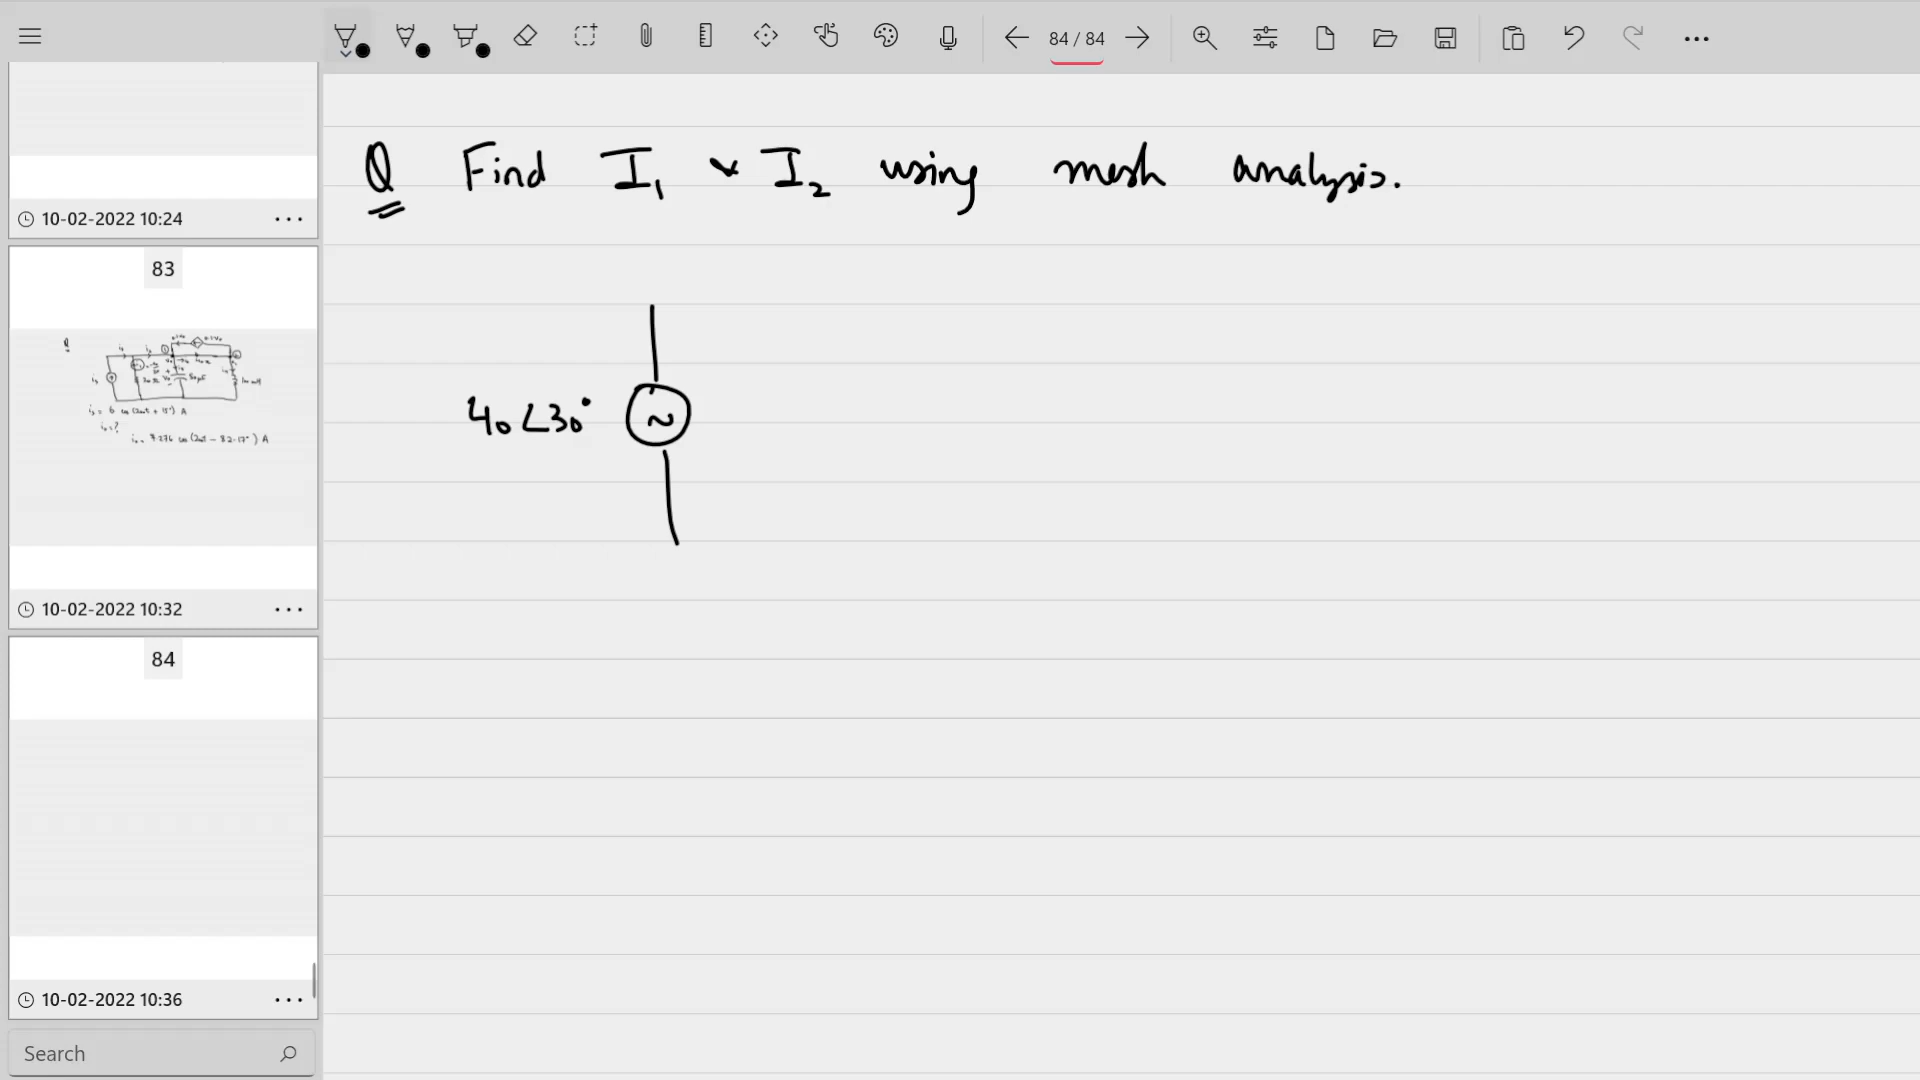 84 / 84
10-02-2022 10:24
83
Q
10-02-2022 10:32
84
10-02-2022 10:36
Search
Q Find I₁ & I₂ using mesh analysis.
40∠30°
~